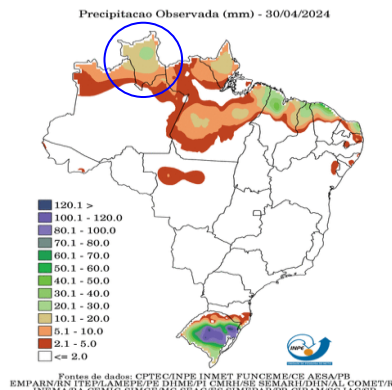 Precipitacao Observada (mm) - 30/04/2024
120.1 >
100.1 - 120.0
80.1 - 100.0
70.1 - 80.0
60.1 - 70.0
50.1 - 60.0
40.1 - 50.0
30.1 - 40.0
20.1 - 30.0
10.1 - 20.0
5.1 - 10.0
2.1 - 5.0
<= 2.0
INPE
Fontes de dados: CPTEC/INPE INMET FUNCEME/CE AESA/PB
EMPARN/RN ITEP/LAMEPE/PE DHME/PI CMRH/SE SEMARH/DHN/AL COMDT/